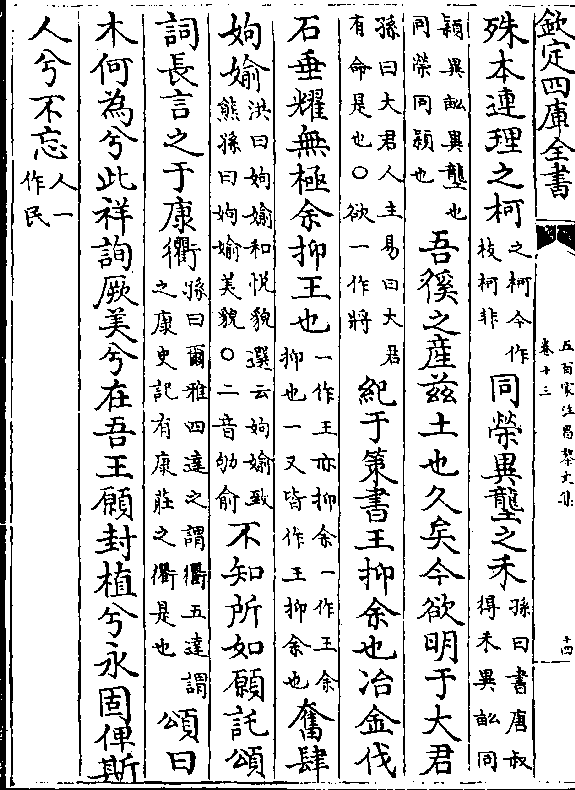 欽定四庫全書
五百家注昌黎文集
卷十三
十四
殊本連理之柯之柯今作枝柯非同榮異壟之禾孫曰書唐叔得禾異畝同
穎異畝異壟也同榮同穎也吾徯之產茲土也久矣今欲明于大君
孫曰大君人主易曰大君有命是也○欲一作將紀于策書王抑余也冶金伐
石垂耀無極余抑王也一作王亦抑余一作王余抑也一又皆作王抑余也奮肆
姁媮洪曰姁媮和悅貌選云姁媮致態孫曰姁媮美貌○二音呴俞不知所如願託頌
詞長言之于康衢孫曰爾雅四達之謂衢五達謂之康史記有康莊之衢是也頌曰
木何為兮此祥詢厥美兮在吾王願封植兮永固俾斯
人兮不忘人一作民